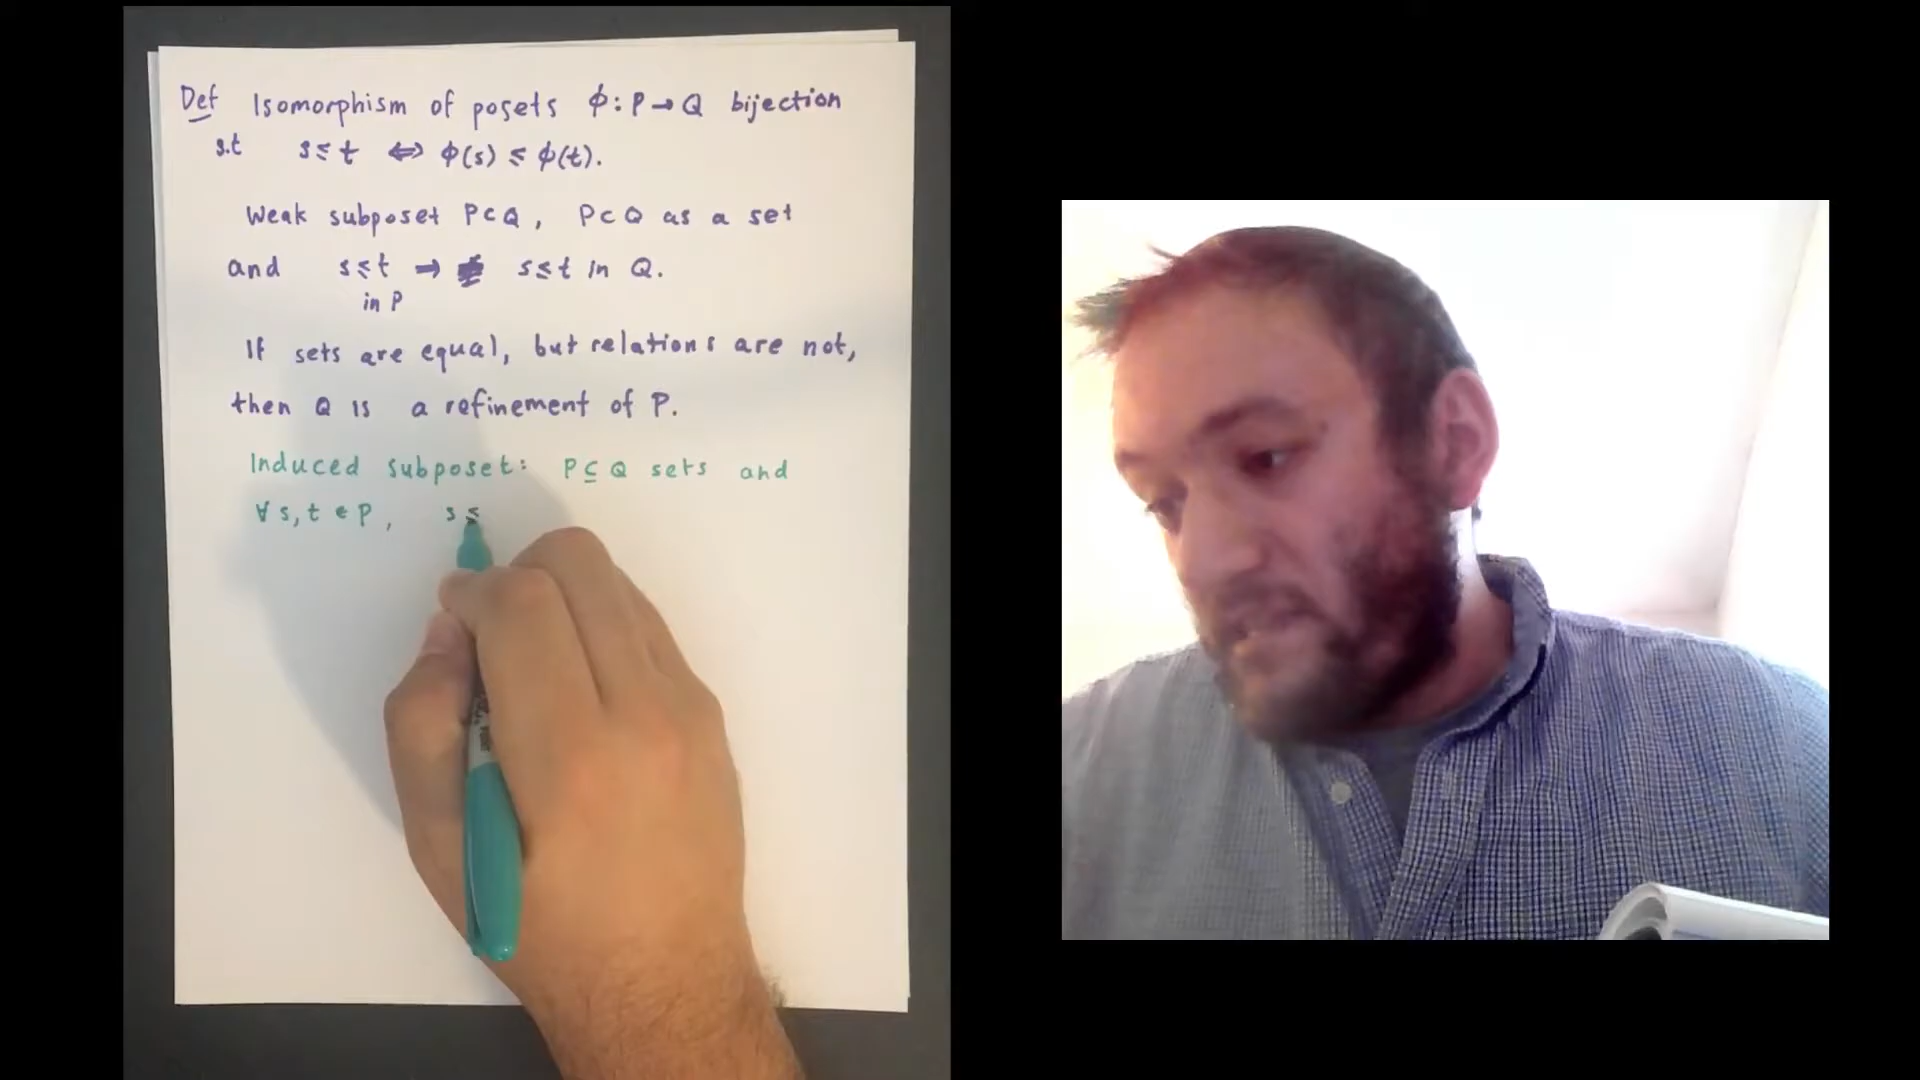 Def Isomorphism of posets ϕ: P → Q bijection
s.t s ≤ t ⇔ ϕ(s) ≤ ϕ(t).
Weak subposet P⊂Q, P⊂Q as a set
and s ≤ t → s ≤ t in Q.
in P
If sets are equal, but relations are not,
then Q is a refinement of P.
Induced subposet: P ⊆ Q sets and
∀ s, t ∈ P, s ≤